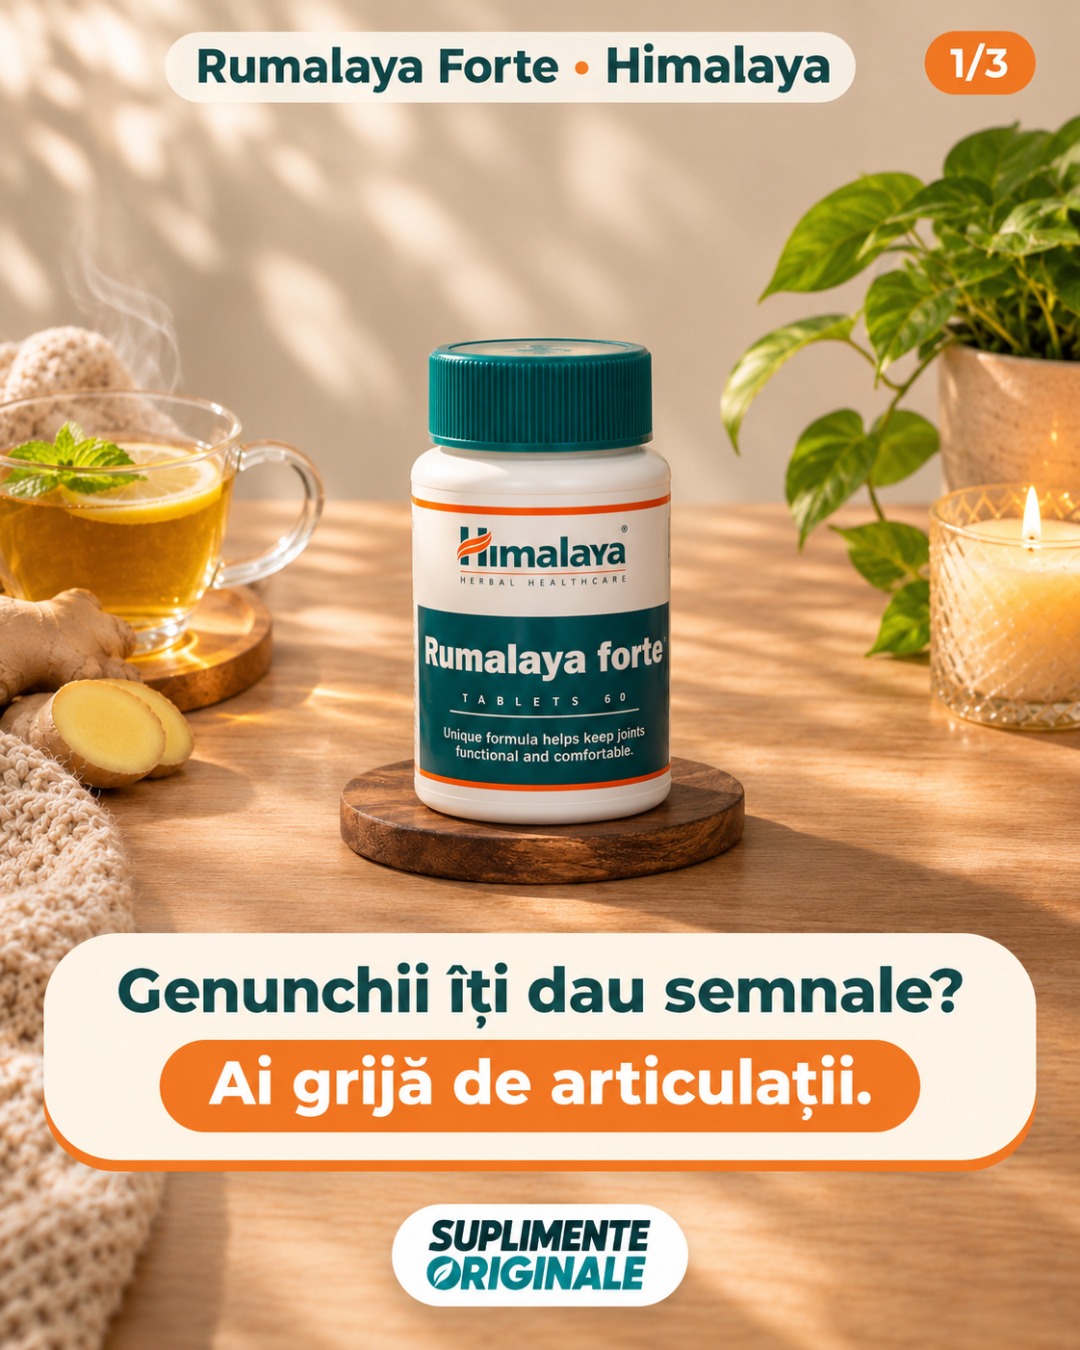 Rumalaya Forte • Himalaya
1/3
Himalaya®
HERBAL HEALTHCARE
Rumalaya forte
TABLETS 60
Unique formula helps keep joints
functional and comfortable.
Genunchii îți dau semnale?
Ai grijă de articulații.
SUPLIMENTE
ORIGINALE